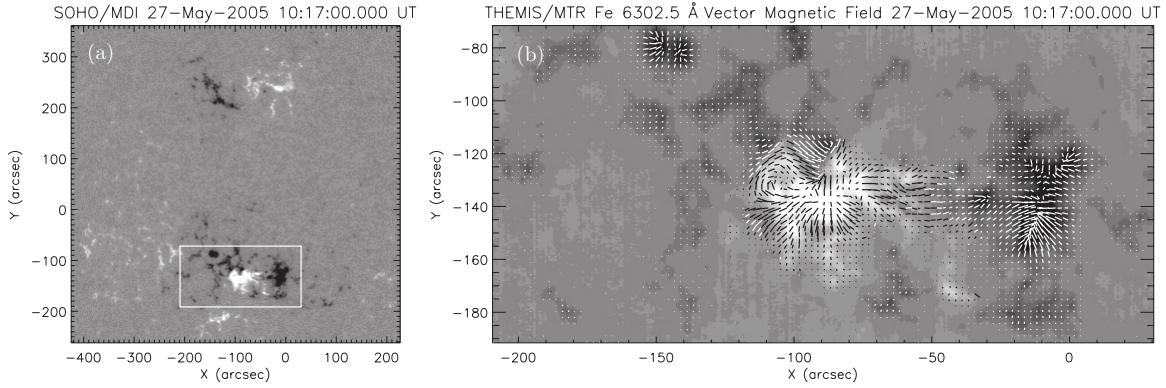 SOHO/MDI 27-May-2005 10:17:00.000 UT
(a)
300
200
100
0
-100
-200
Y (arcsec)
-400 -300 -200 -100 0 100 200
X (arcsec)
THEMIS/MTR Fe 6302.5 Å Vector Magnetic Field 27-May-2005 10:17:00.000 UT
(b)
-80
-100
-120
-140
-160
-180
Y (arcsec)
-200 -150 -100 -50 0
X (arcsec)